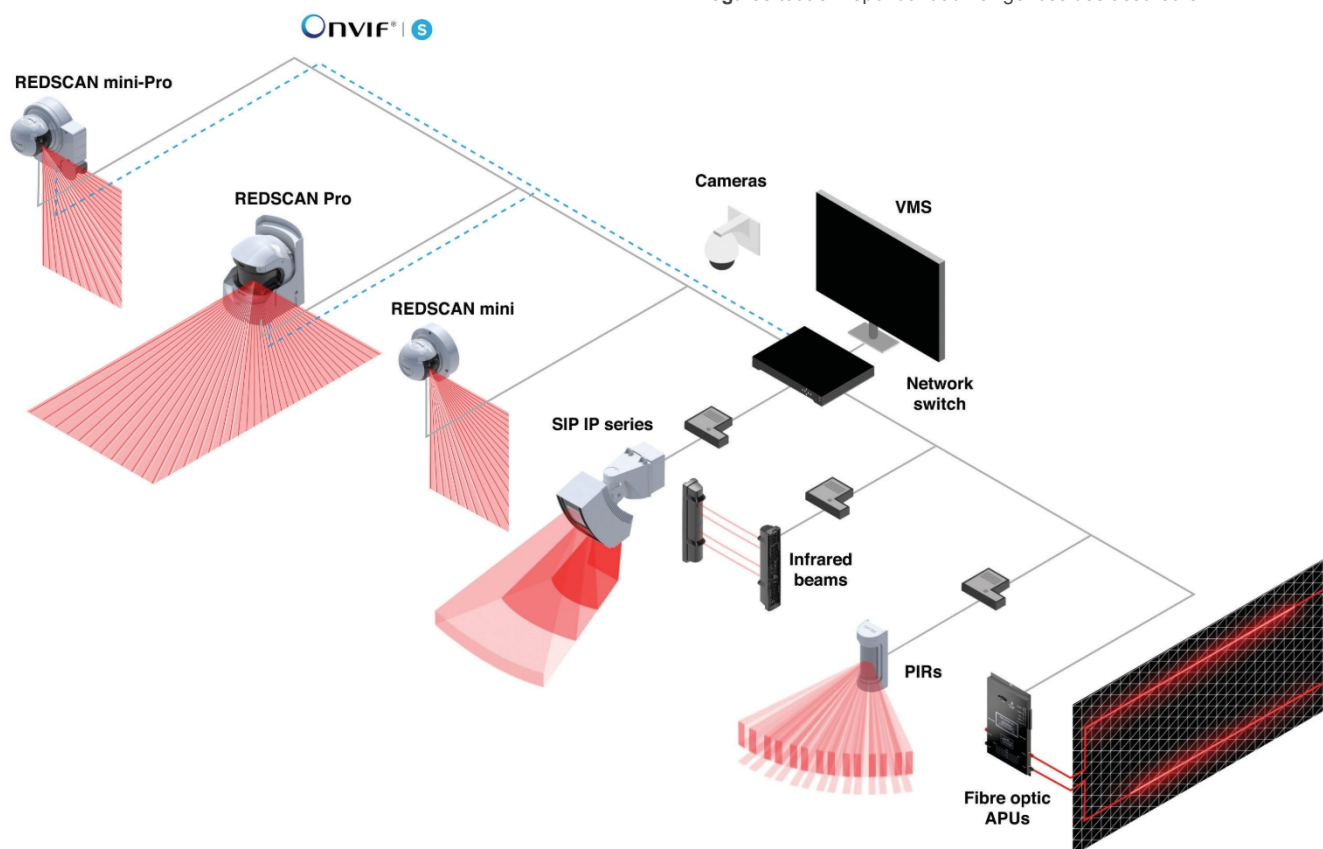 ONVIF® | S
REDSCAN mini-Pro
REDSCAN Pro
Cameras
VMS
REDSCAN mini
Network
switch
SIP IP series
Infrared
beams
PIRs
Fibre optic
APUs